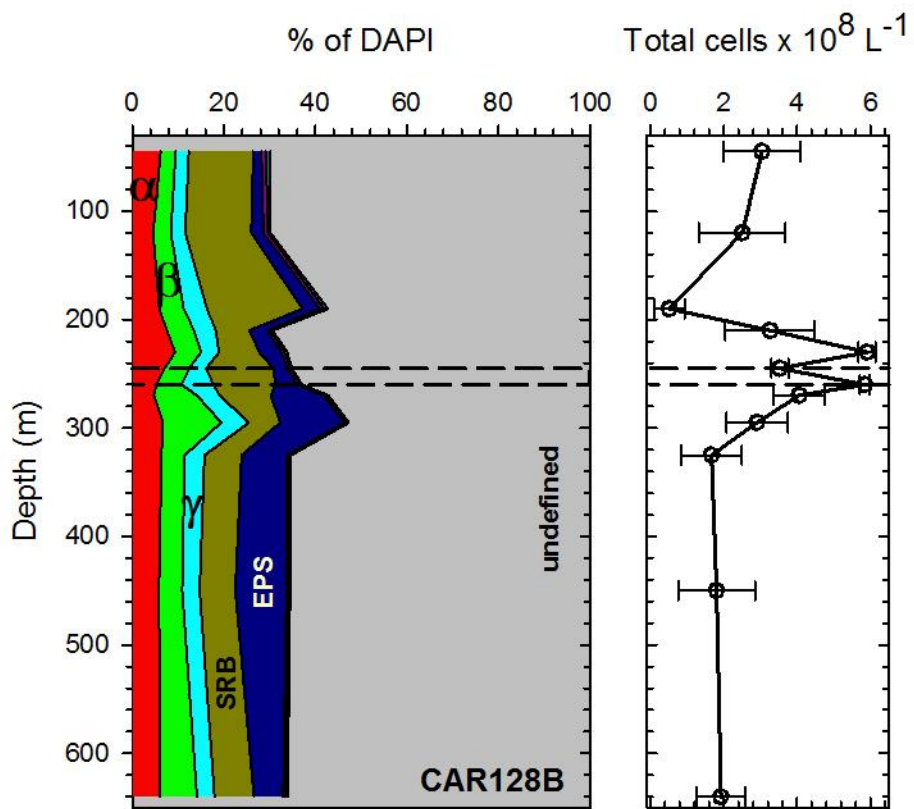 % of DAPI
Total cells x 10⁸ L⁻¹
0 20 40 60 80 100
0 2 4 6
Depth (m)
100
200
300
400
500
600
α
β
γ
SRB
EPS
undefined
CAR128B